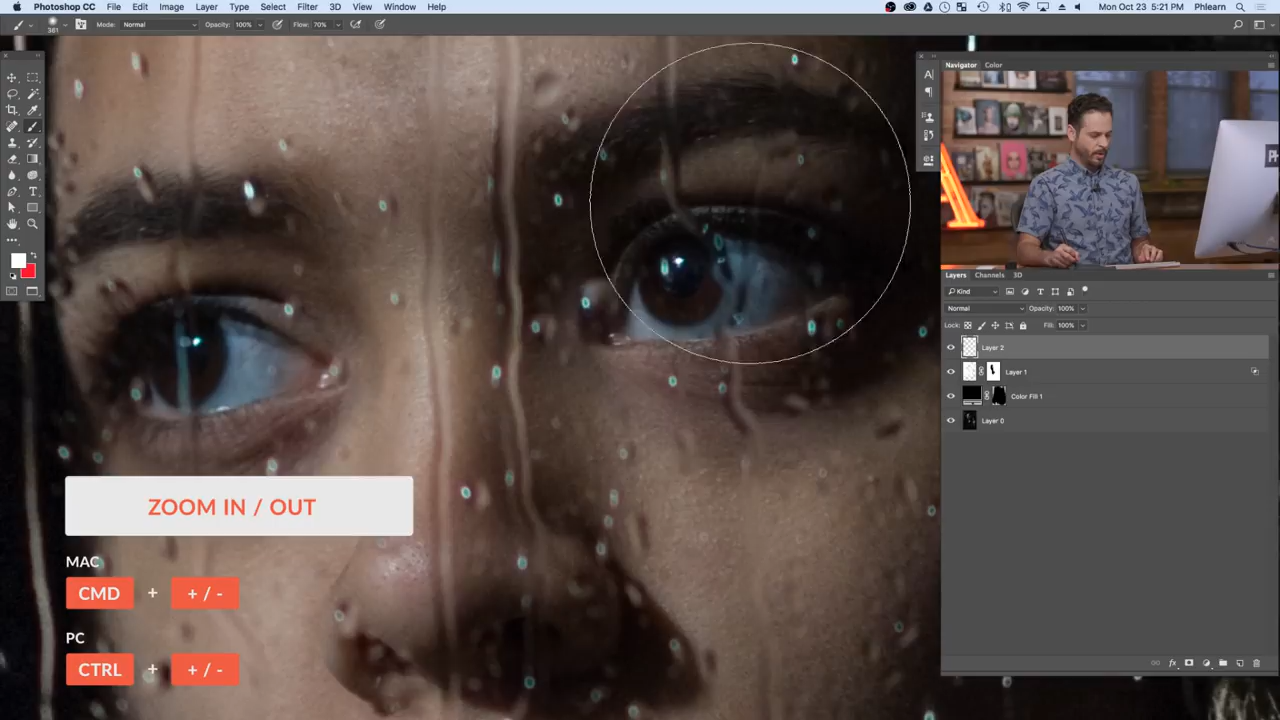 Photoshop CC File Edit Image Layer Type Select Filter 3D View Window Help
Mon Oct 23 5:21 PM Phlearn
381 Mode: Normal Opacity: 100% Flow: 70%
Navigator Color
A
Layers Channels 3D
Kind
Normal Opacity: 100%
Lock: Fill: 100%
Layer 2
Layer 1
Color Fill 1
Layer 0
fx
ZOOM IN / OUT
MAC
CMD + + / -
PC
CTRL + + / -